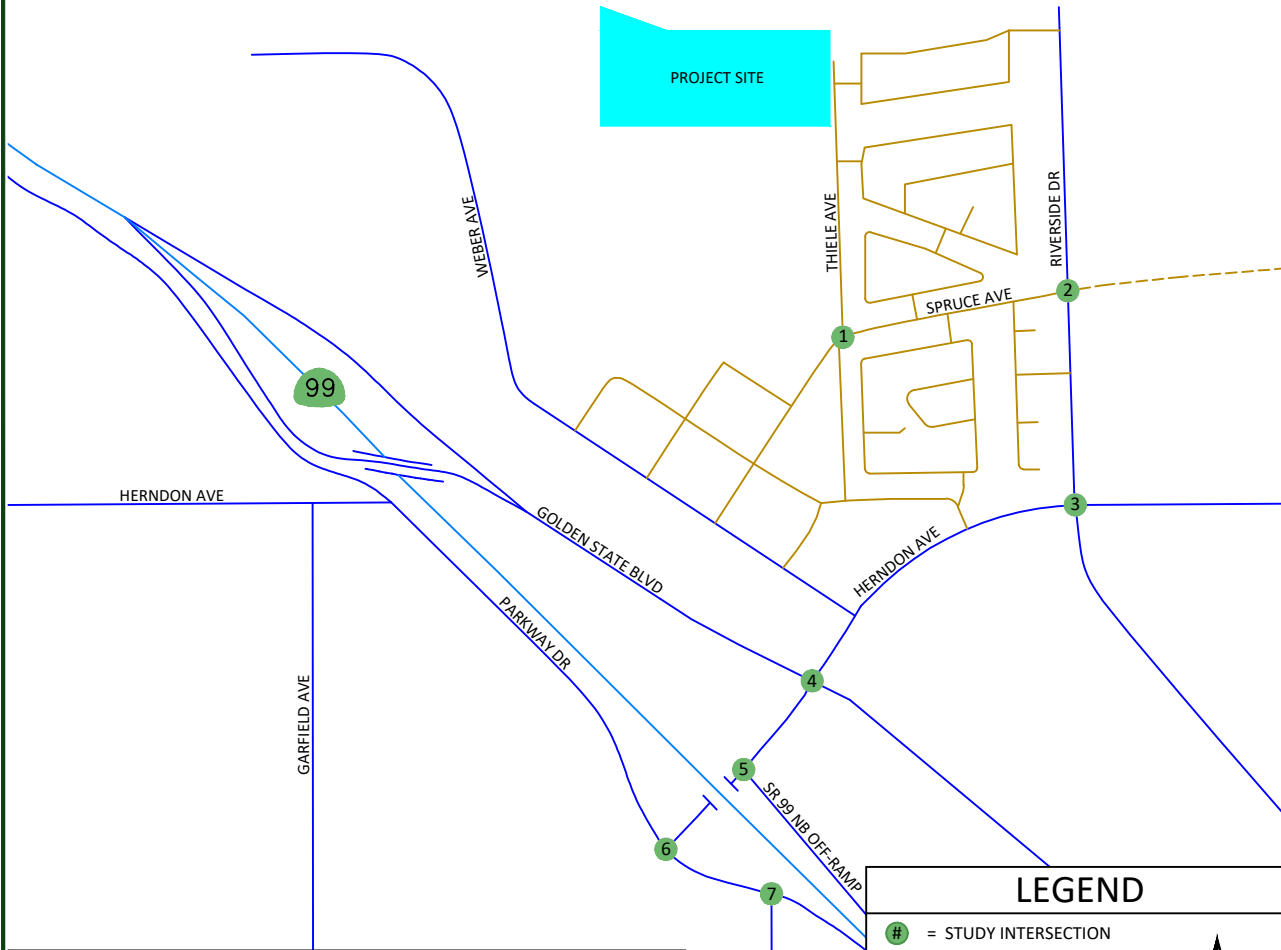 PROJECT SITE
WEBER AVE
THIELE AVE
RIVERSIDE DR
2
SPRUCE AVE
1
99
HERNDON AVE
3
GOLDEN STATE BLVD
HERNDON AVE
PARKWAY DR
4
GARFIELD AVE
5
SR 99 NB OFF-RAMP
6
7
LEGEND
# = STUDY INTERSECTION